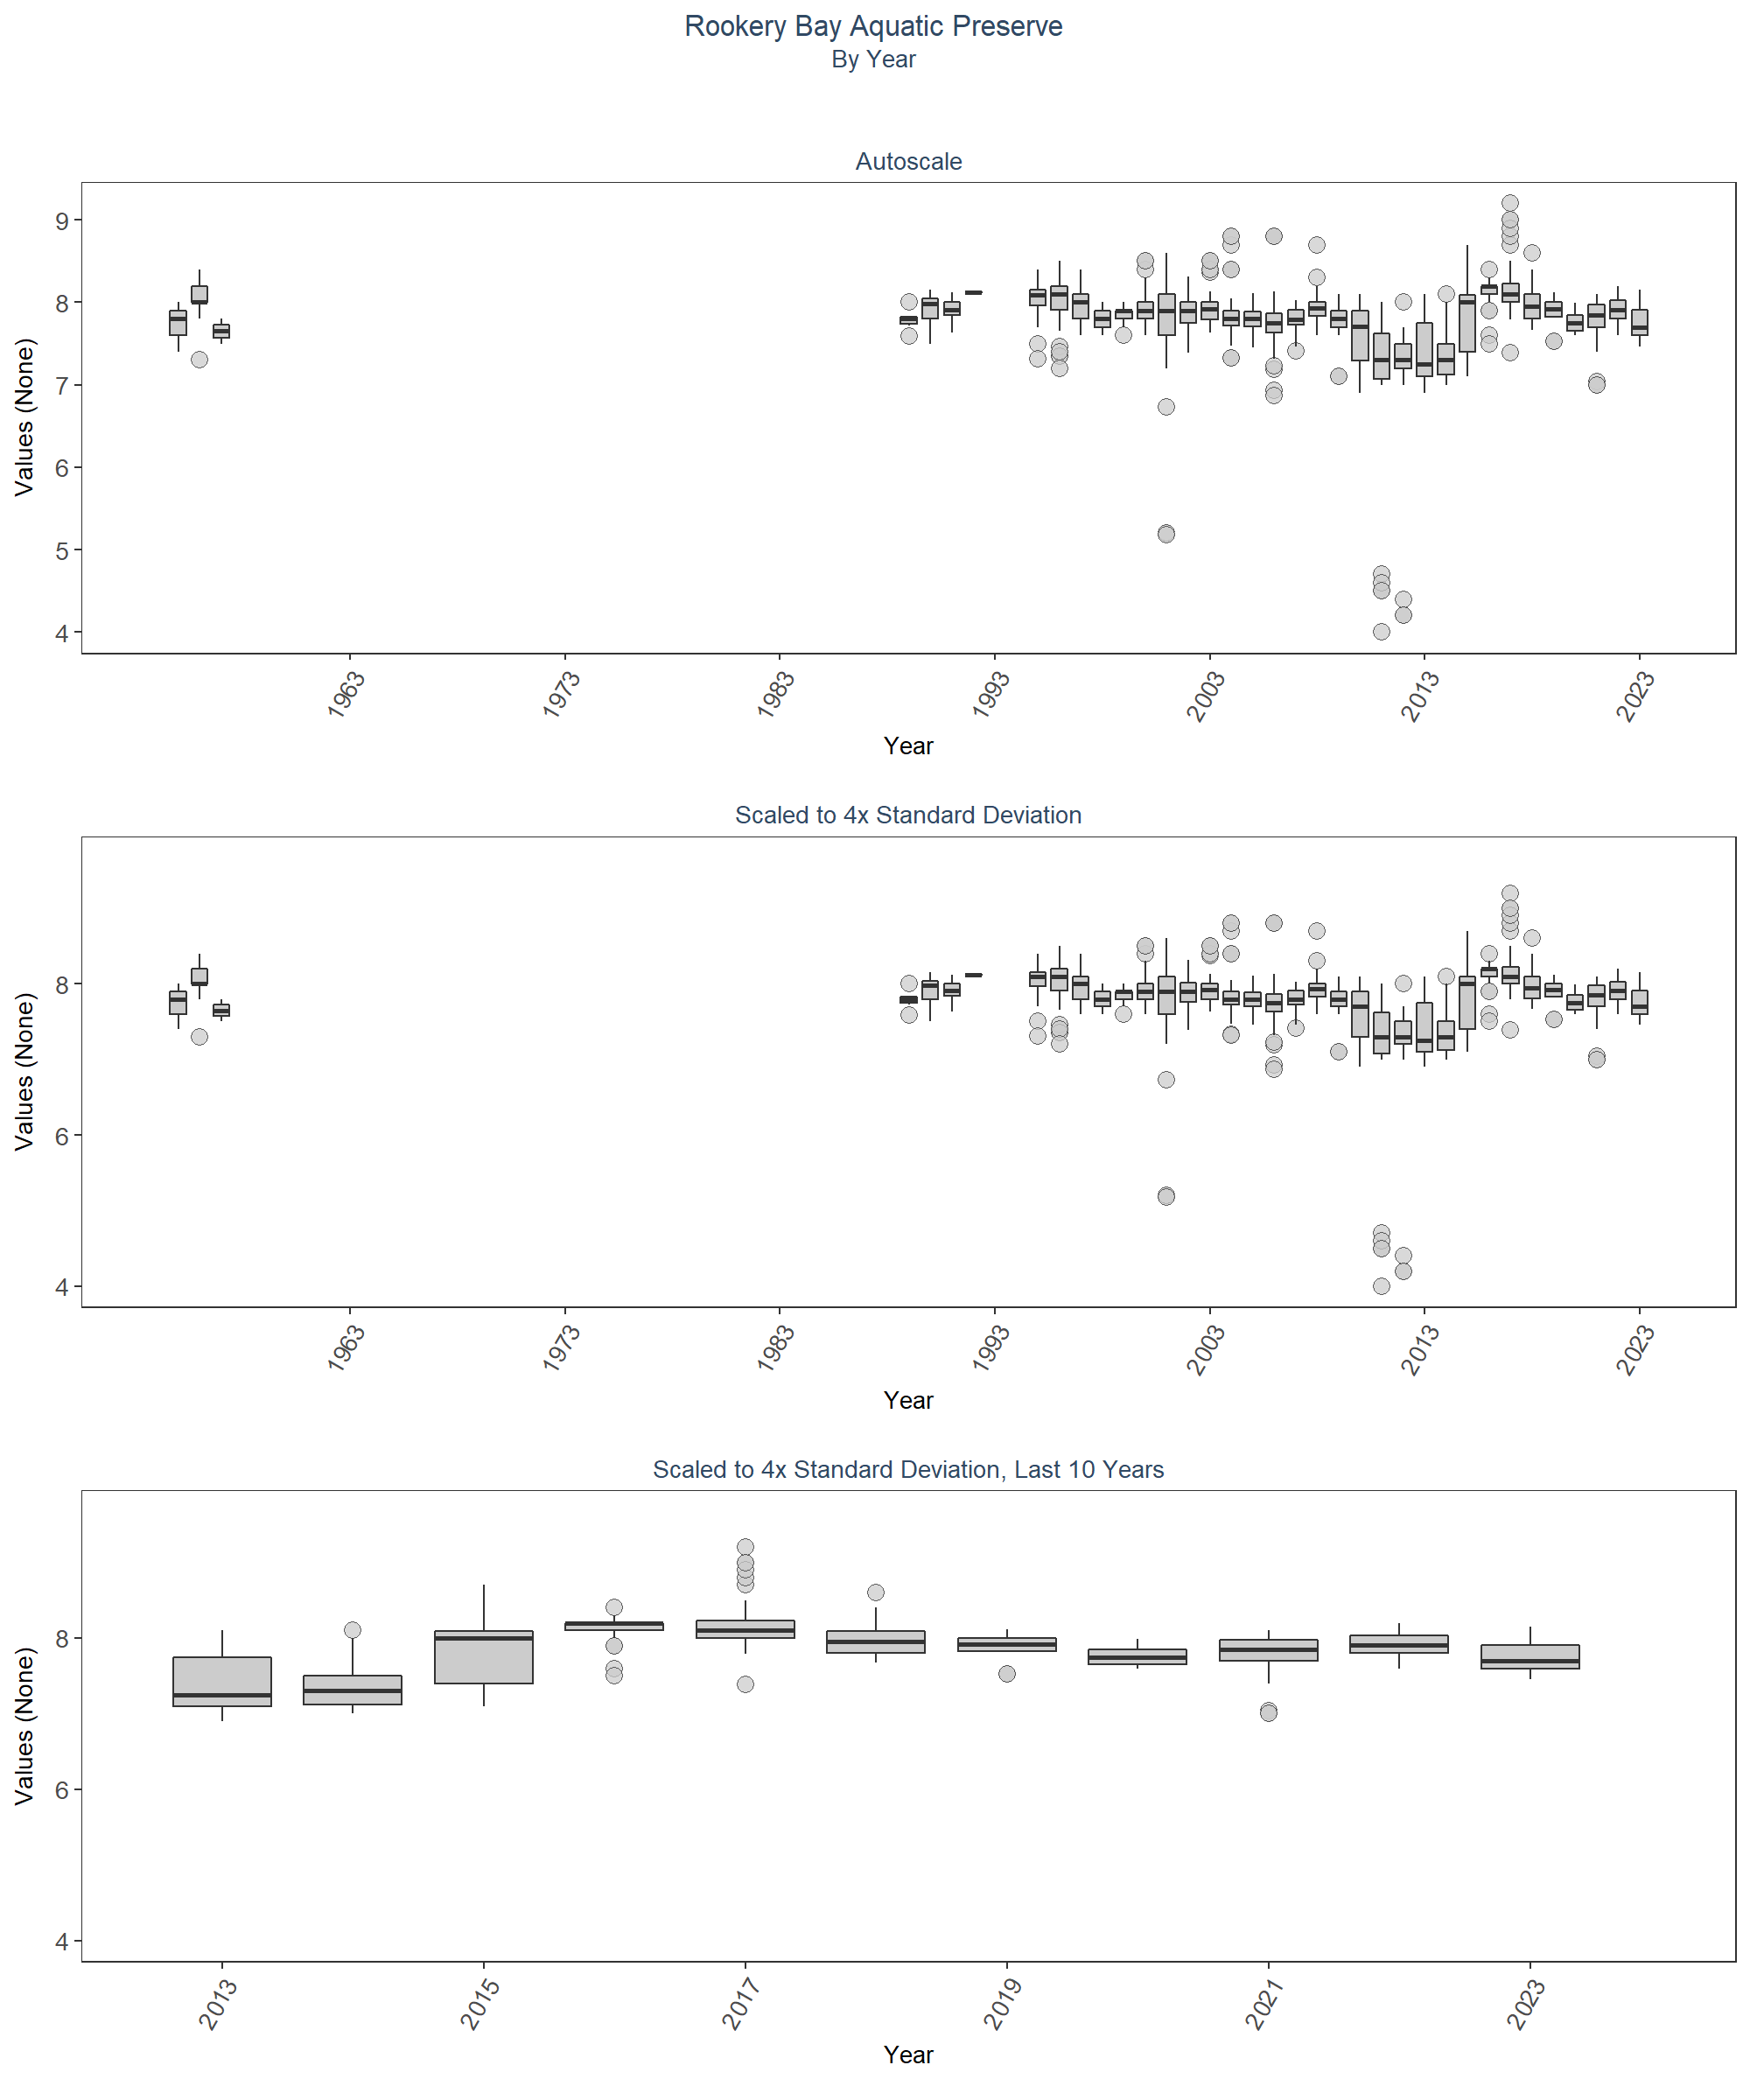 Rookery Bay Aquatic Preserve
By Year
Autoscale
Values (None)
9
8
7
6
5
4
1963 1973 1983 1993 2003 2013 2023
Year
Scaled to 4x Standard Deviation
Values (None)
8
6
4
1963 1973 1983 1993 2003 2013 2023
Year
Scaled to 4x Standard Deviation, Last 10 Years
Values (None)
8
6
4
2013 2015 2017 2019 2021 2023
Year